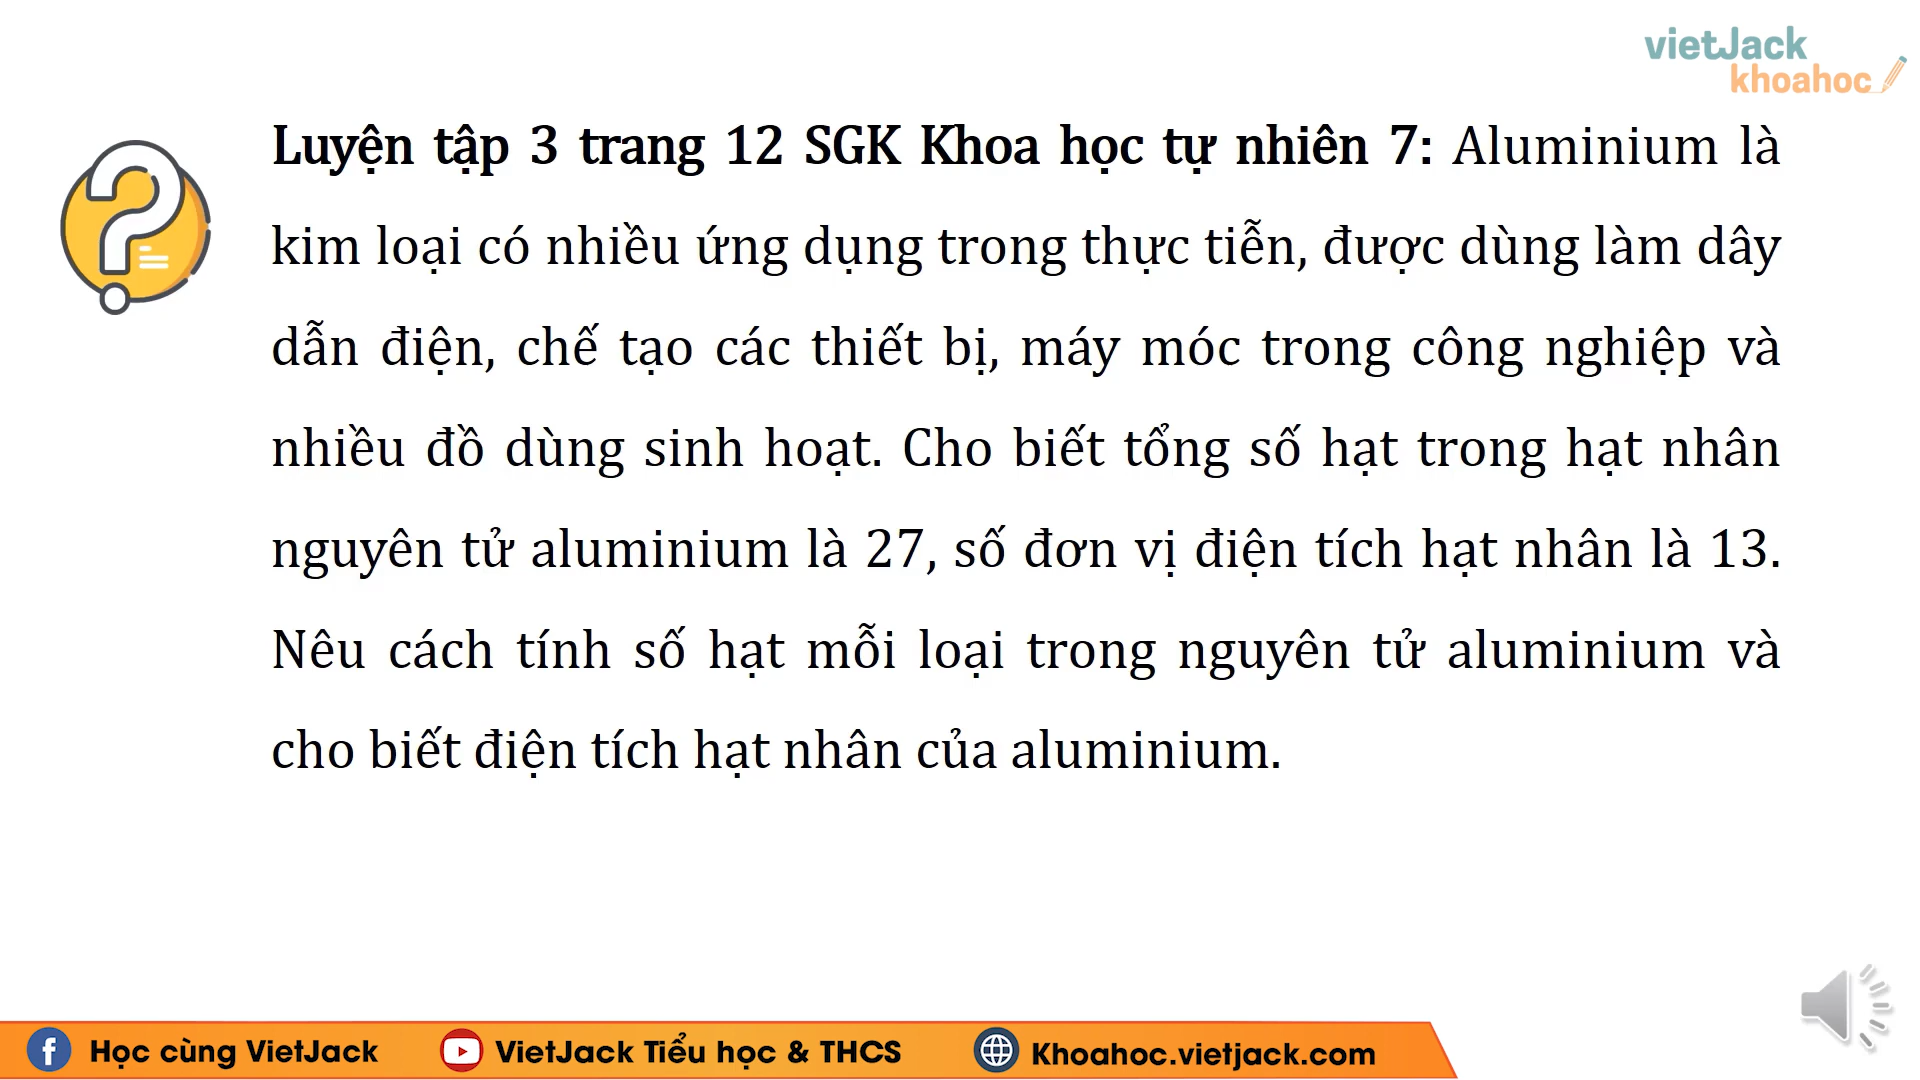 vietJack
khoahoc
Luyện tập 3 trang 12 SGK Khoa học tự nhiên 7: Aluminium là
kim loại có nhiều ứng dụng trong thực tiễn, được dùng làm dây
dẫn điện, chế tạo các thiết bị, máy móc trong công nghiệp và
nhiều đồ dùng sinh hoạt. Cho biết tổng số hạt trong hạt nhân
nguyên tử aluminium là 27, số đơn vị điện tích hạt nhân là 13.
Nêu cách tính số hạt mỗi loại trong nguyên tử aluminium và
cho biết điện tích hạt nhân của aluminium.
Học cùng VietJack
VietJack Tiểu học & THCS
Khoahoc.vietjack.com